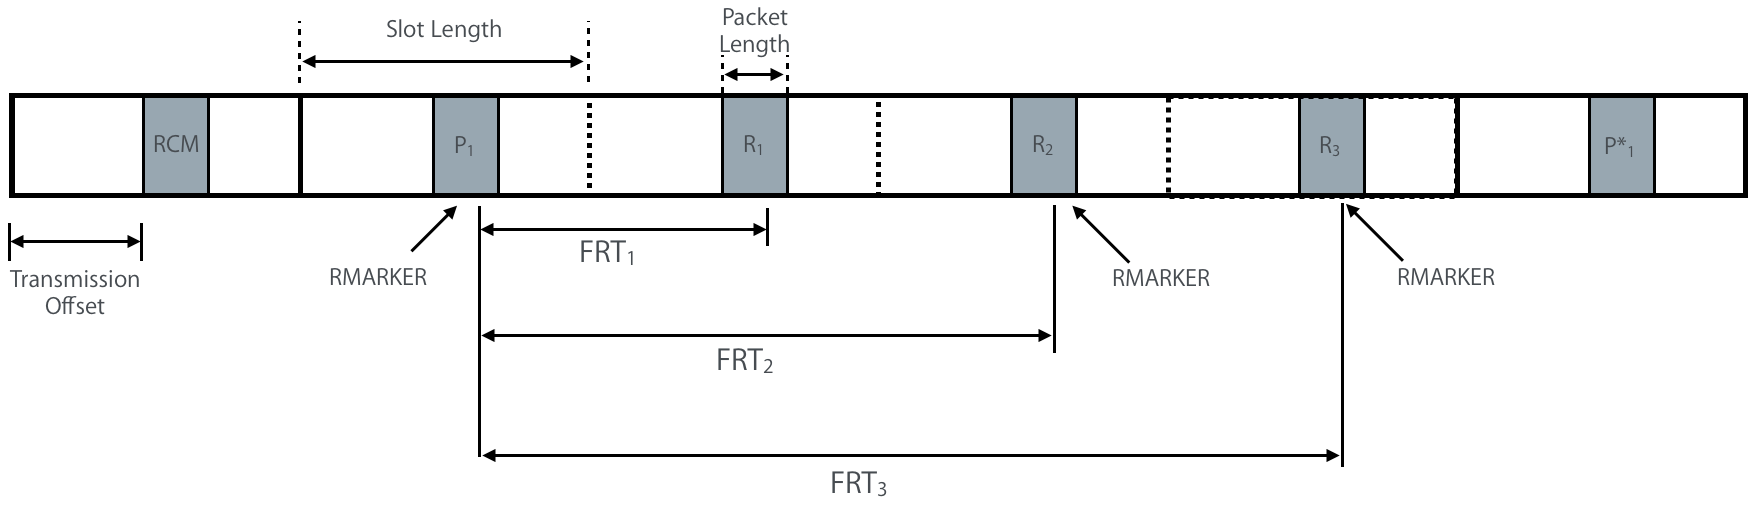 Slot Length
Packet
Length
RCM
P₁
R₁
R₂
R₃
P*₁
Transmission
Offset
RMARKER
FRT₁
RMARKER
RMARKER
FRT₂
FRT₃